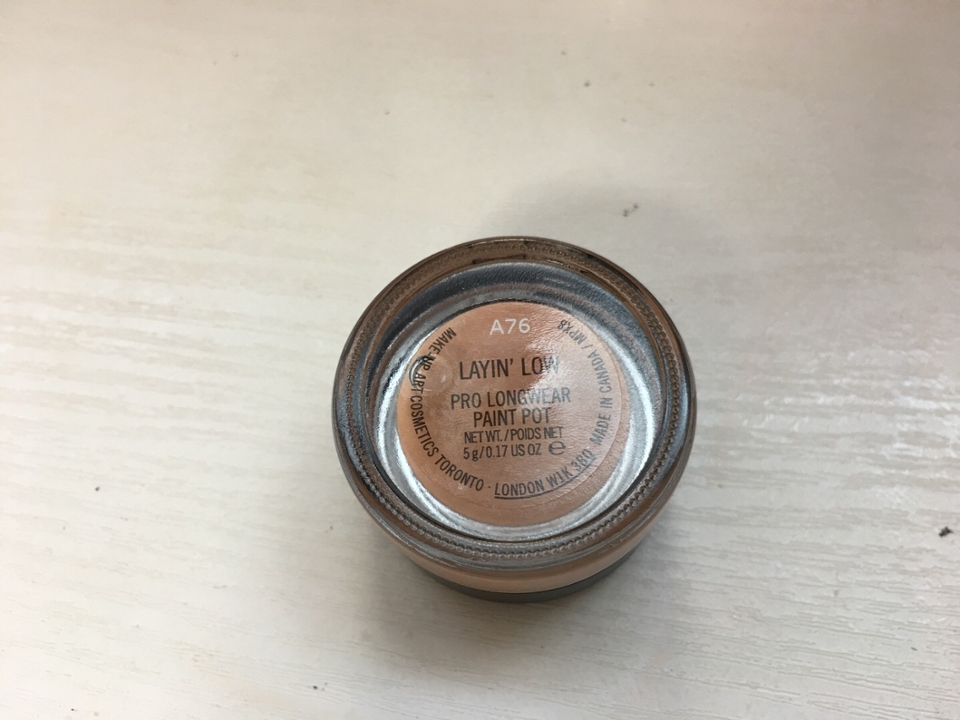 A76
LAYIN' LOW
PRO LONGWEAR
PAINT POT
NET WT./POIDS NET
5 g/0.17 US OZ e
MAKE-UP ART COSMETICS TORONTO · LONDON W1K 3BQ MADE IN CANADA / MPX8